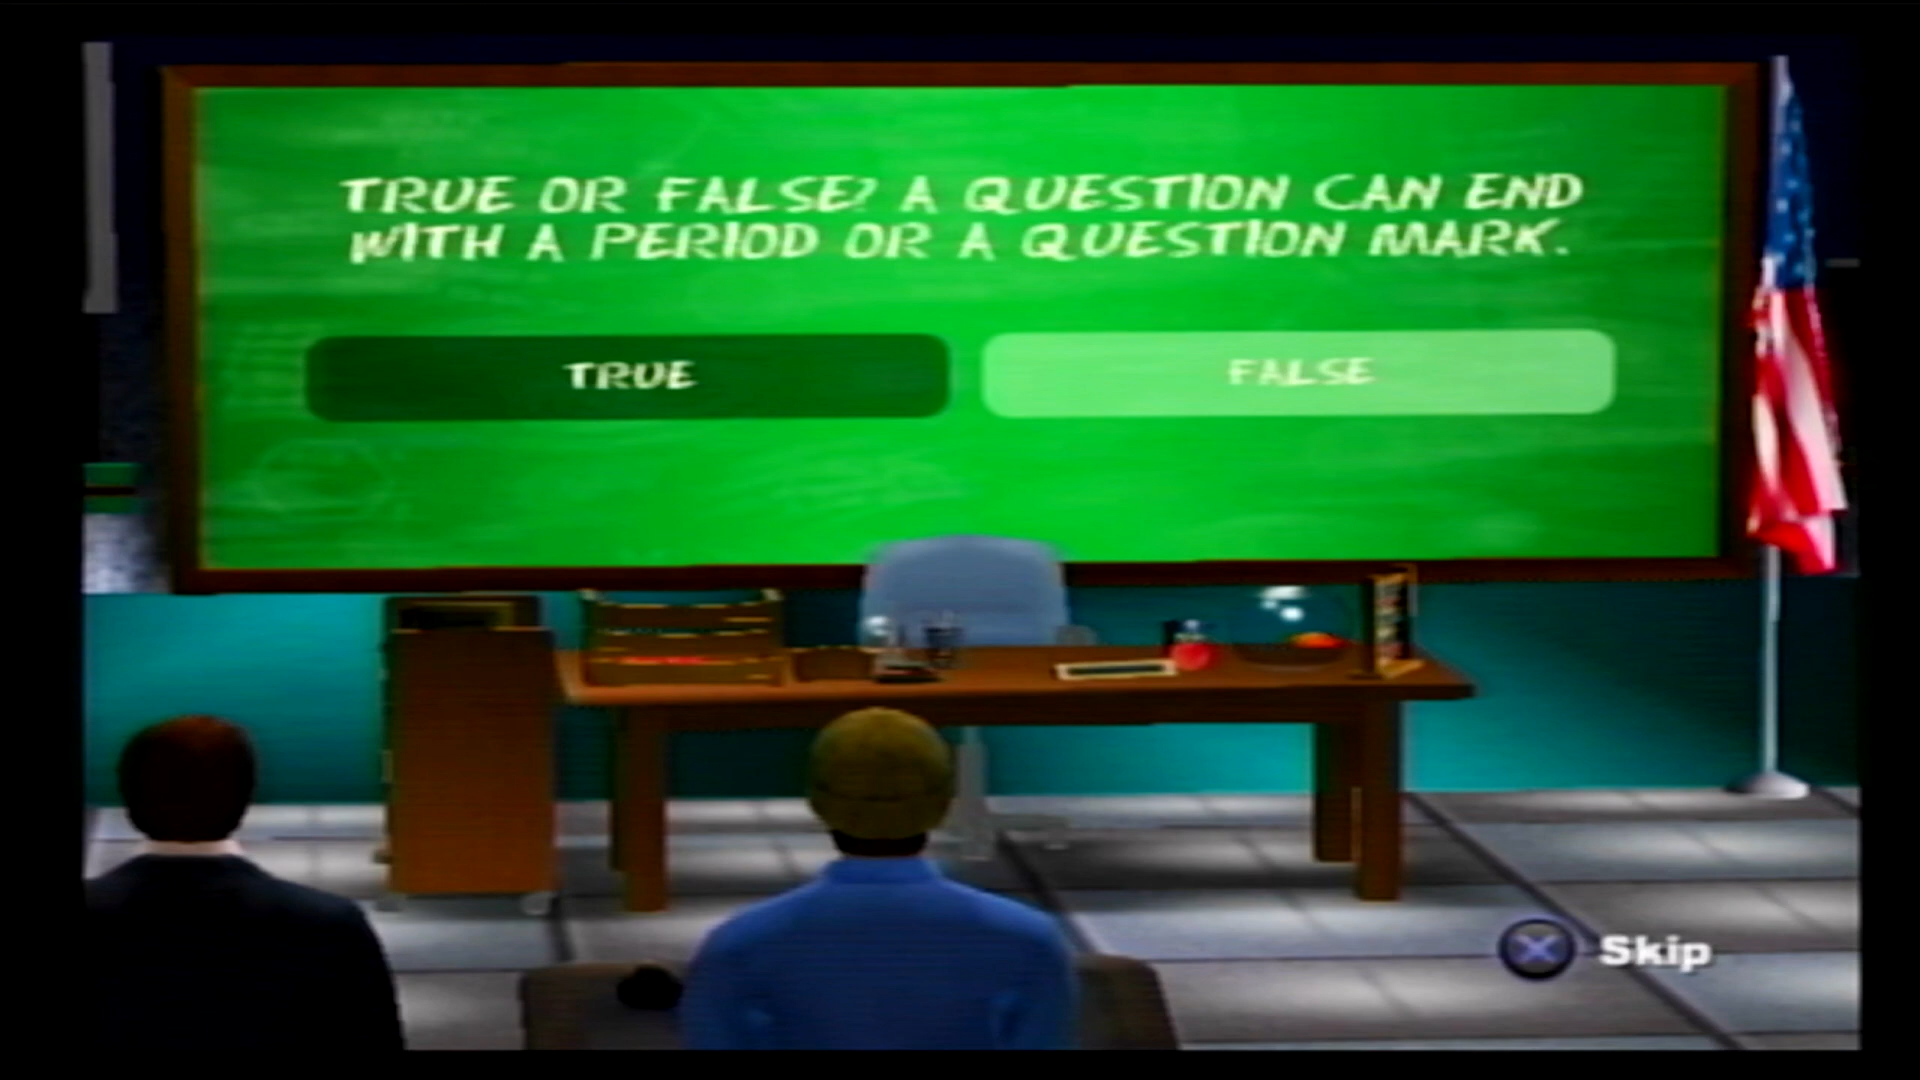 TRUE OR FALSE? A QUESTION CAN END
WITH A PERIOD OR A QUESTION MARK.
TRUE
FALSE
Skip